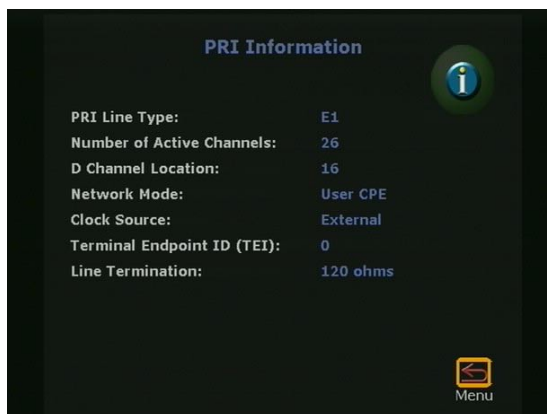 PRI Information
i
PRI Line Type: E1
Number of Active Channels: 26
D Channel Location: 16
Network Mode: User CPE
Clock Source: External
Terminal Endpoint ID (TEI): 0
Line Termination: 120 ohms
Menu